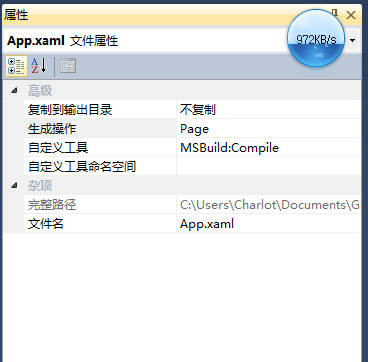 属性
App.xaml 文件属性
972KB/s
高级
复制到输出目录 不复制
生成操作 Page
自定义工具 MSBuild:Compile
自定义工具命名空间
杂项
完整路径 C:\Users\Charlot\Documents\G
文件名 App.xaml